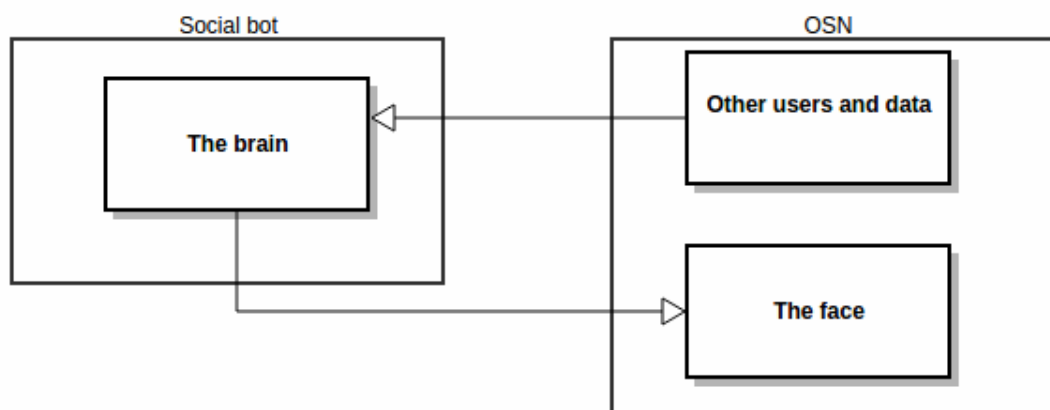 Social bot
OSN
The brain
Other users and data
The face